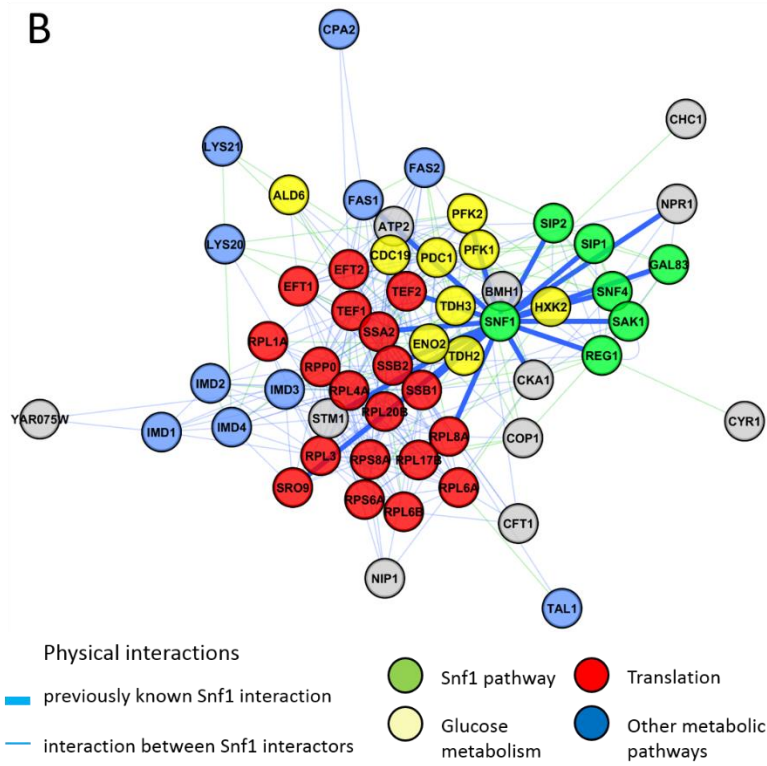 B
CPA2
CHC1
LYS21
FAS2
ALD6
FAS1
NPR1
PFK2
SIP2
ATP2
LYS20
SIP1
PFK1
CDC19
PDC1
GAL83
EFT2
EFT1
TEF2
BMH1
SNF4
TDH3
HXK2
TEF1
SNF1
SAK1
SSA2
RPL1A
ENO2
TDH2
REG1
RPP0
SSB2
CKA1
IMD2
IMD3
RPL4A
SSB1
RPL20B
YAR075W
STM1
CYR1
IMD1
IMD4
RPL8A
COP1
RPL3
RPS8A
RPL17B
SRO9
RPS6A
RPL6A
RPL6B
CFT1
NIP1
TAL1
Physical interactions
previously known Snf1 interaction
interaction between Snf1 interactors
Snf1 pathway
Translation
Glucose
metabolism
Other metabolic
pathways